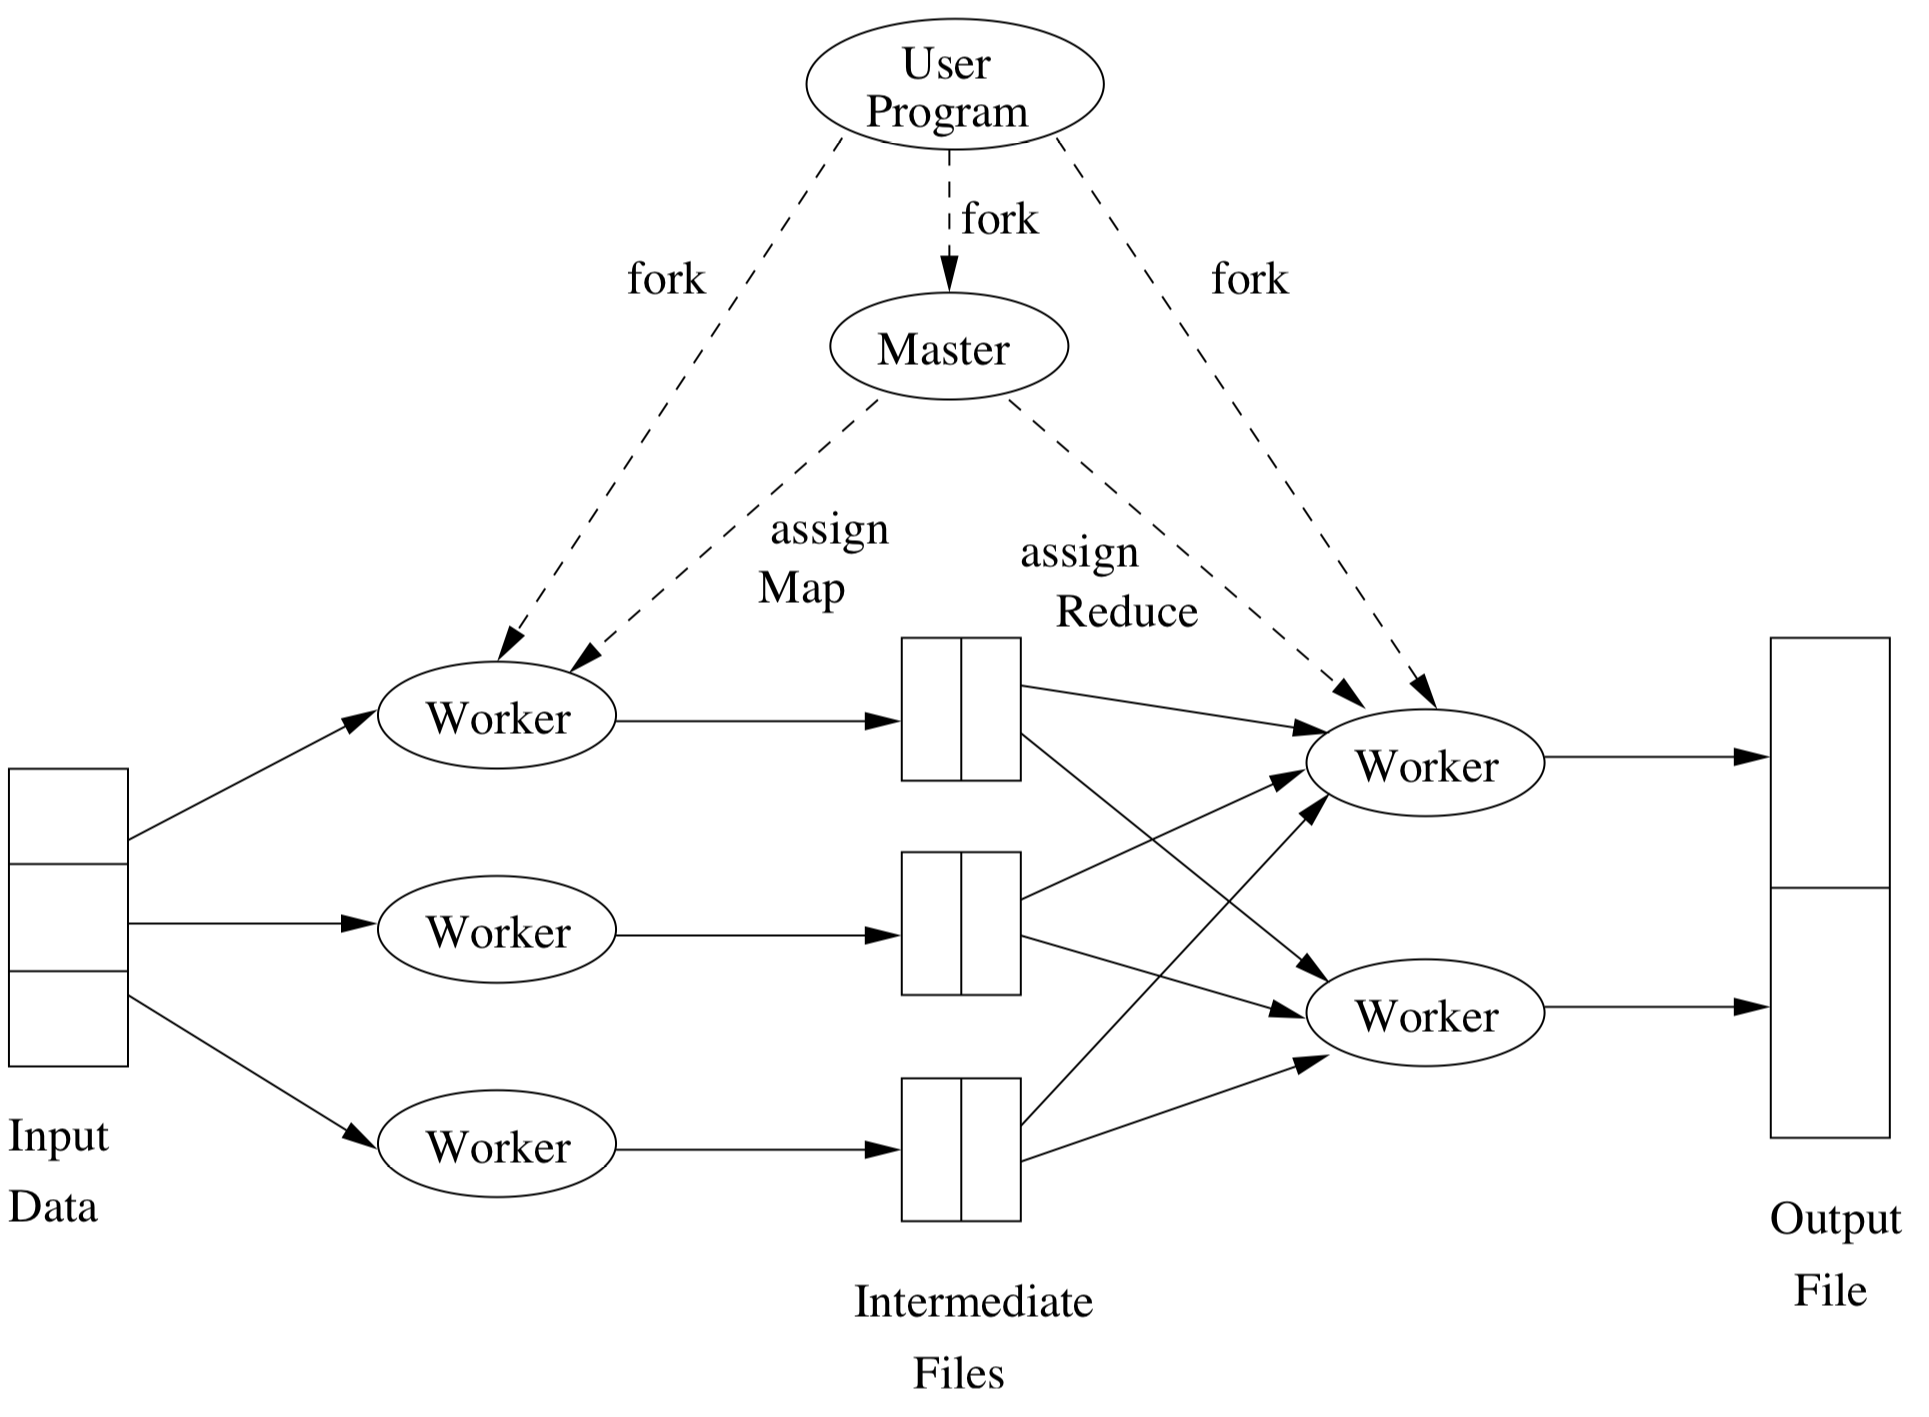 User
Program
fork
fork
fork
Master
assign
Map
assign
Reduce
Worker
Worker
Worker
Worker
Worker
Input
Data
Intermediate
Files
Output
File